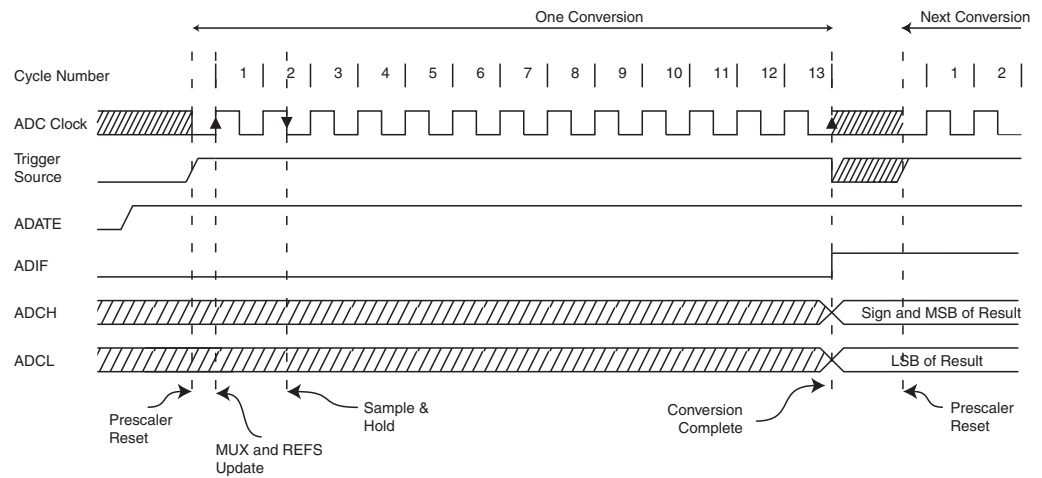 One Conversion
Next Conversion
Cycle Number
1 2 3 4 5 6 7 8 9 10 11 12 13 1 2
ADC Clock
Trigger
Source
ADATE
ADIF
ADCH
Sign and MSB of Result
ADCL
LSB of Result
Prescaler
Reset
MUX and REFS
Update
Sample &
Hold
Conversion
Complete
Prescaler
Reset